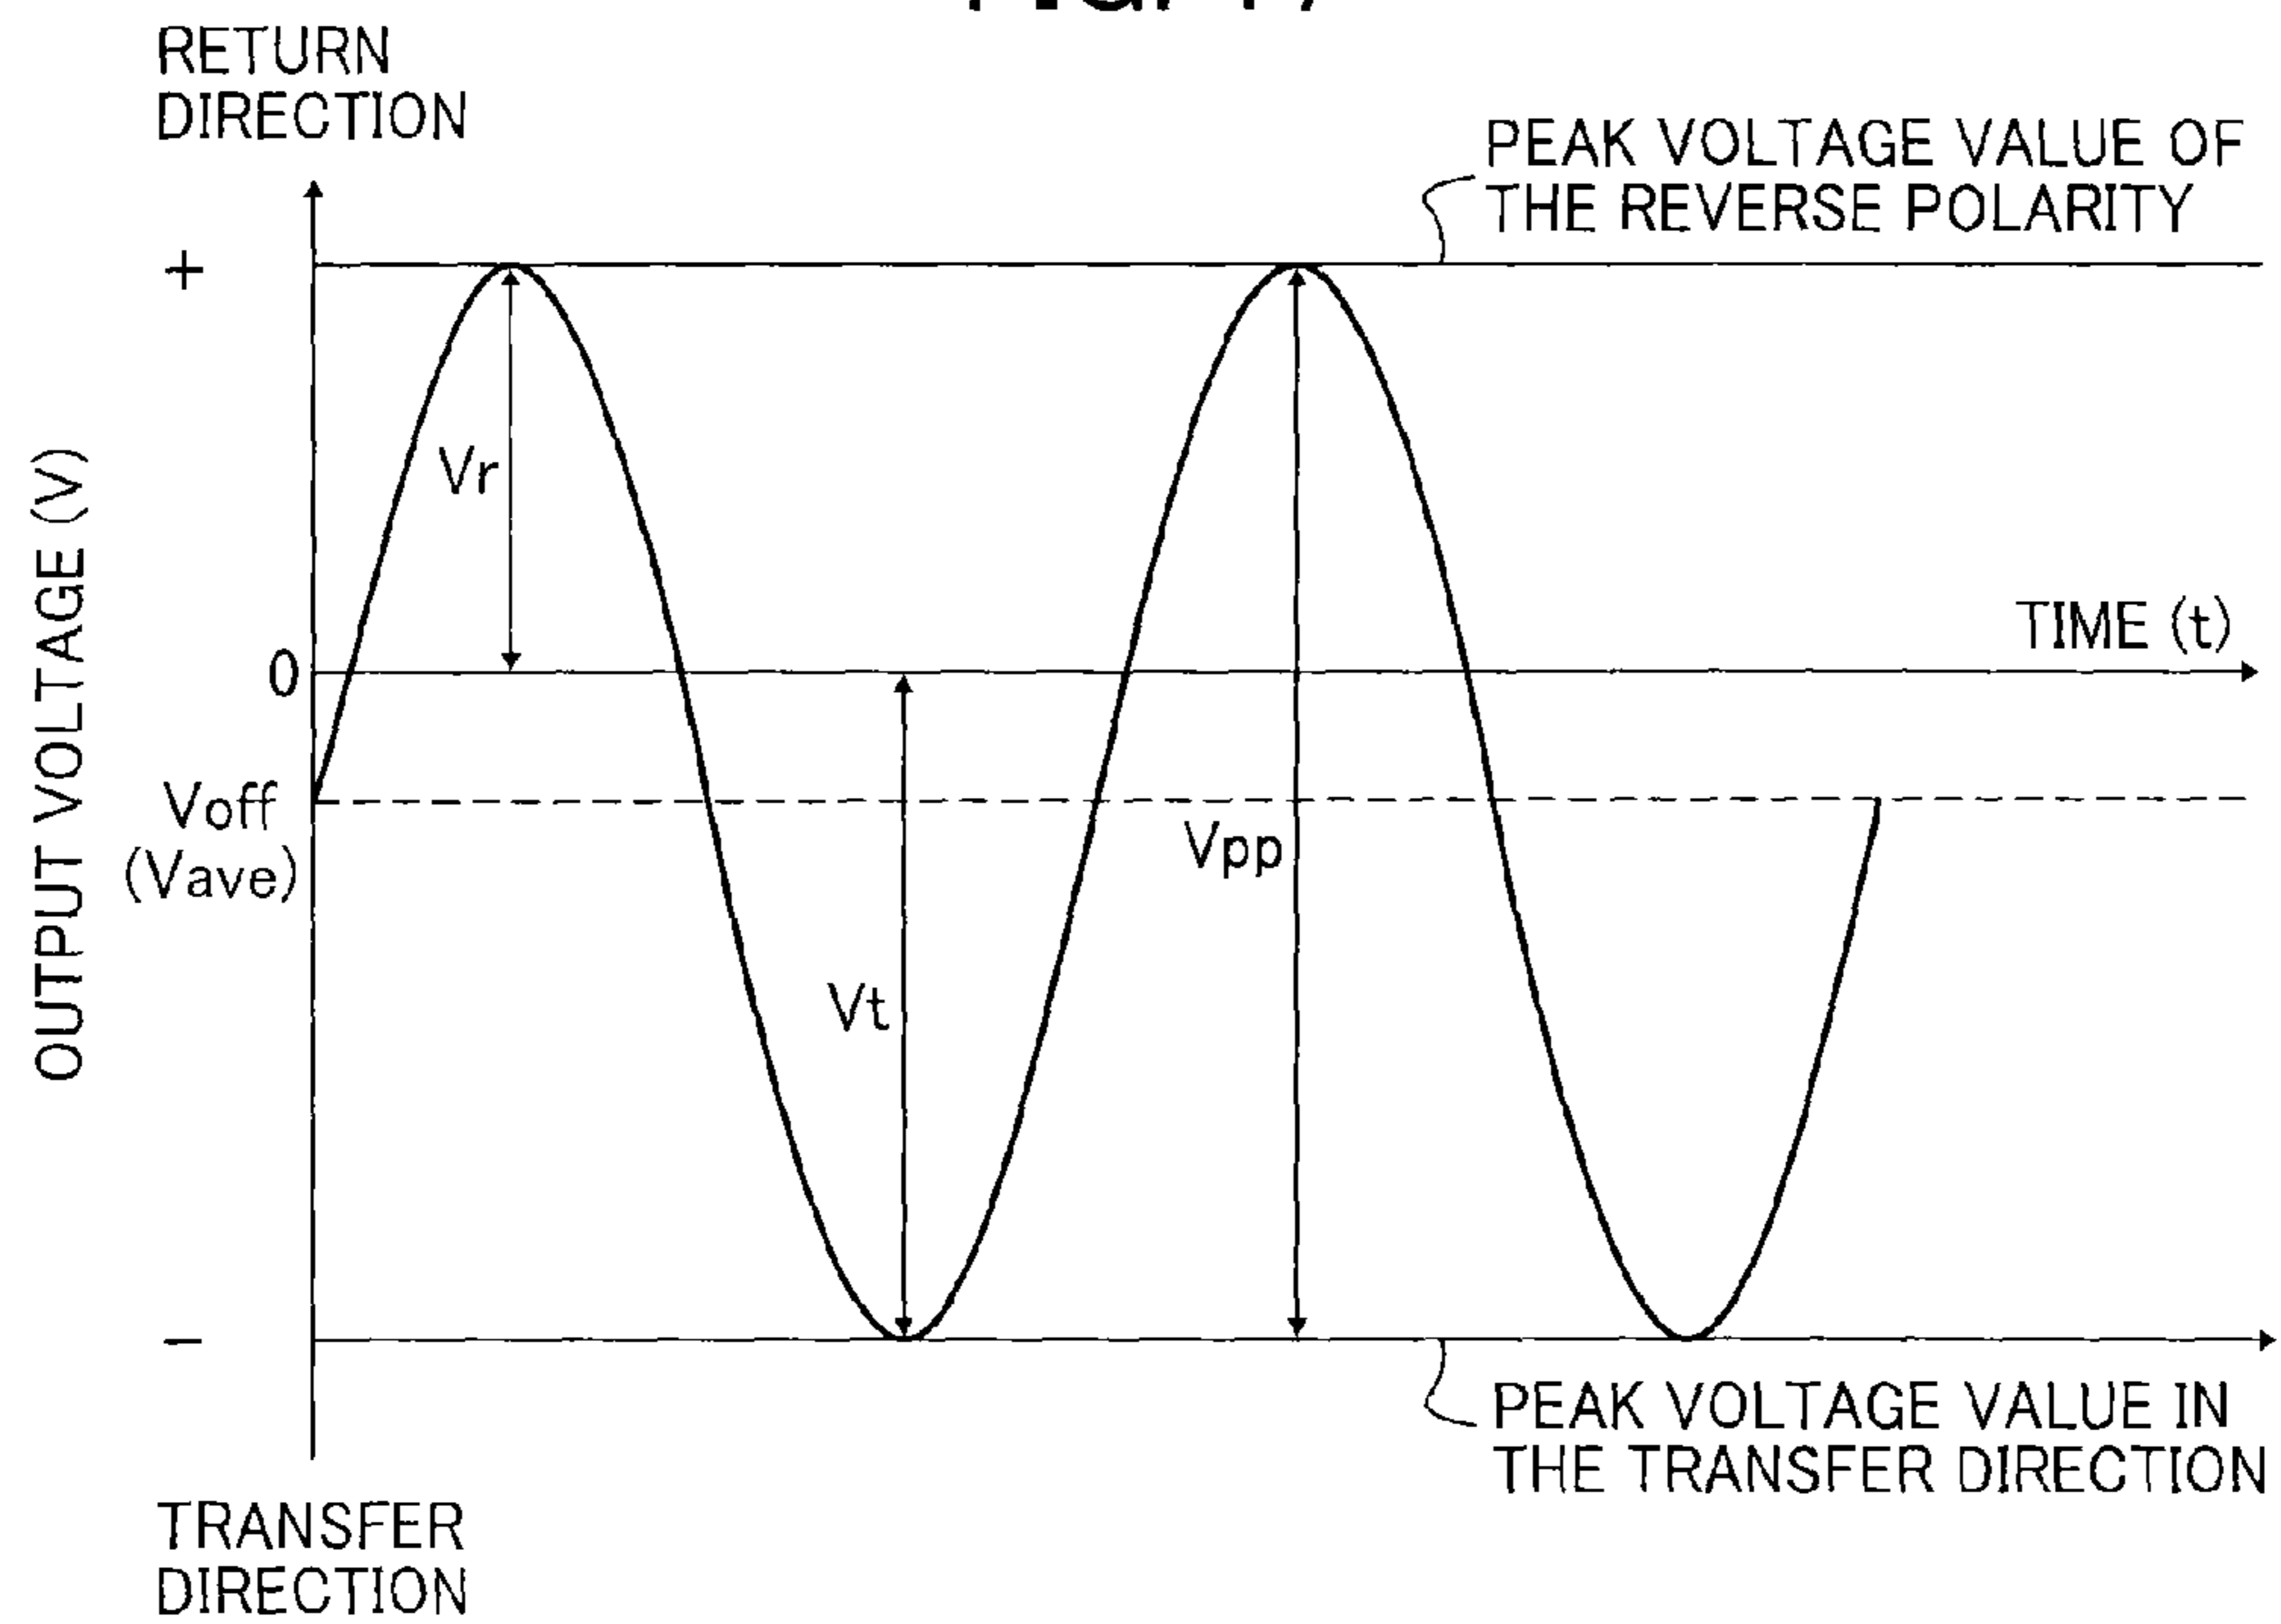 RETURN
DIRECTION
PEAK VOLTAGE VALUE OF
THE REVERSE POLARITY
+
Vr
OUTPUT VOLTAGE (V)
TIME (t)
0
Voff
(Vave)
Vpp
Vt
−
PEAK VOLTAGE VALUE IN
THE TRANSFER DIRECTION
TRANSFER
DIRECTION